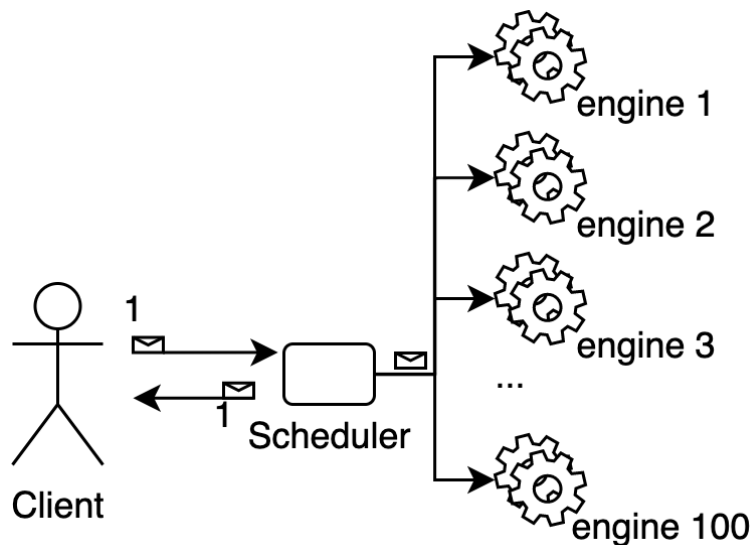 engine 1
engine 2
1
engine 3
...
1
Scheduler
Client
engine 100